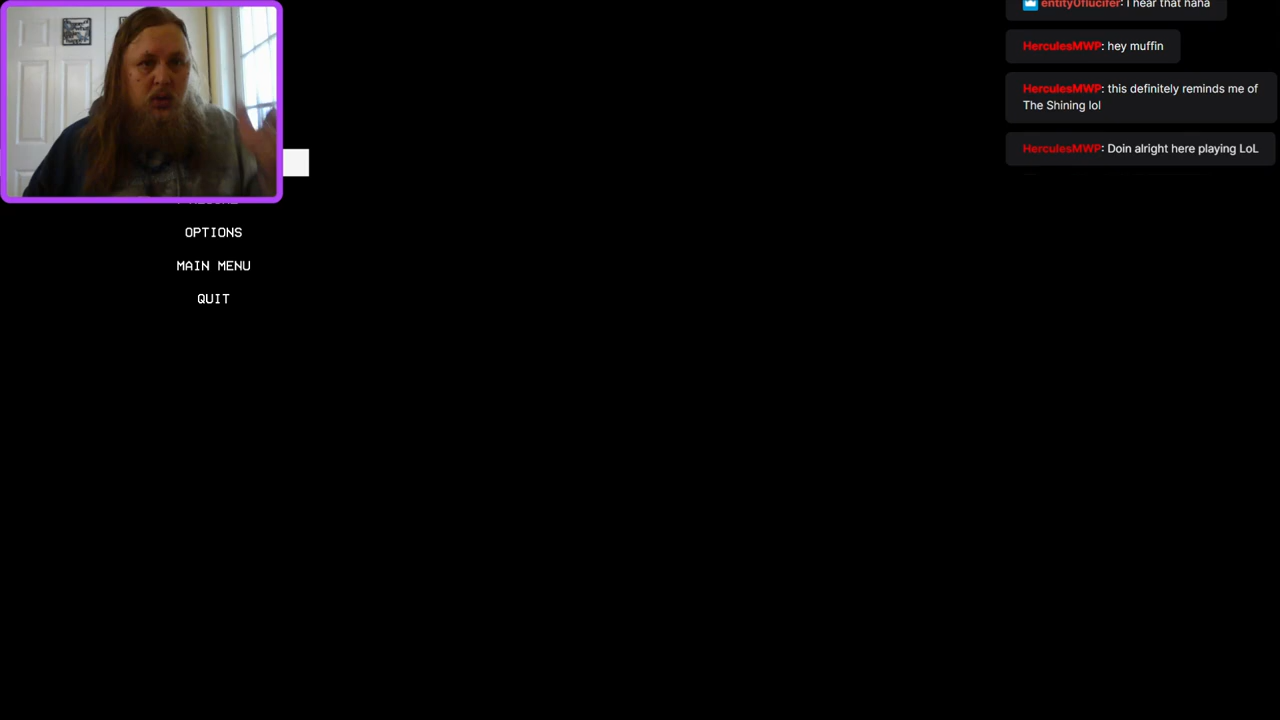 entity0flucifer: I hear that haha
HerculesMWP: hey muffin
HerculesMWP: this definitely reminds me of
The Shining lol
HerculesMWP: Doin alright here playing LoL
OPTIONS
MAIN MENU
QUIT